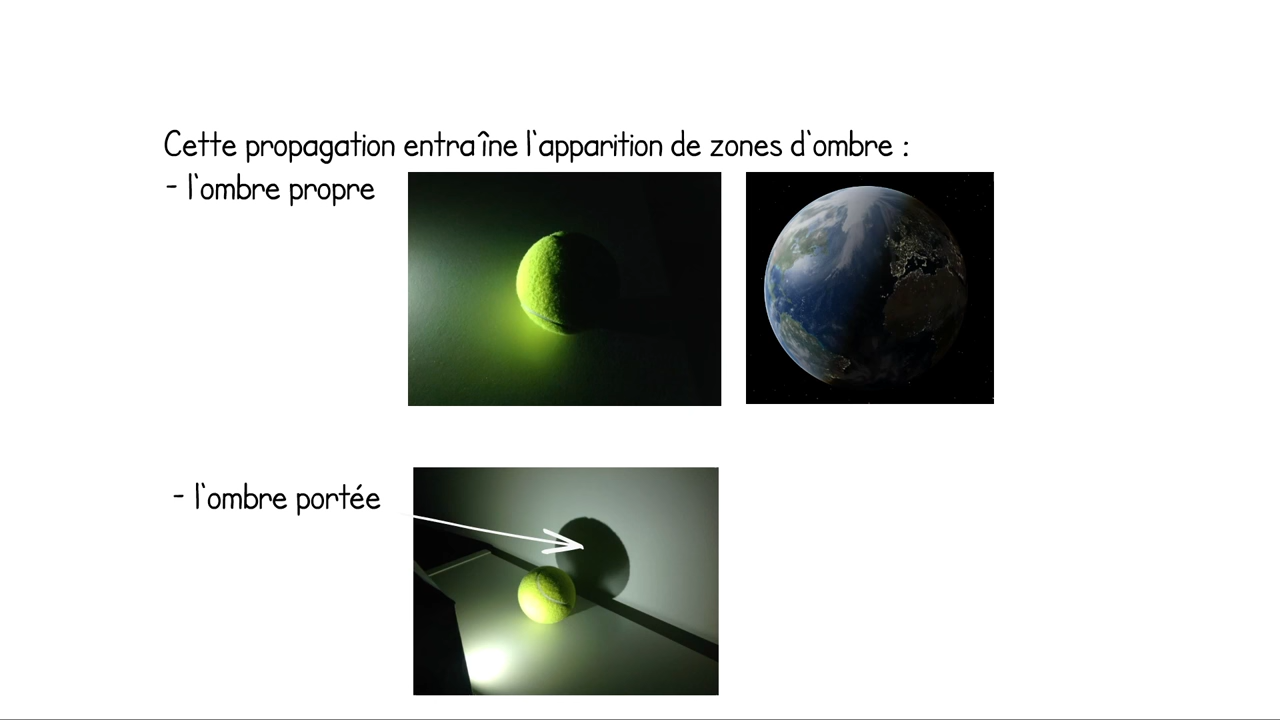 Cette propagation entraîne l'apparition de zones d'ombre :
- l'ombre propre
- l'ombre portée